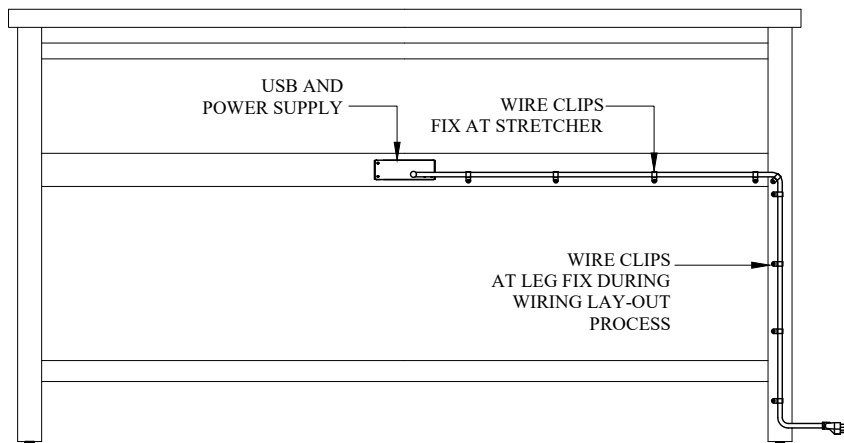 USB AND
POWER SUPPLY
WIRE CLIPS
FIX AT STRETCHER
WIRE CLIPS
AT LEG FIX DURING
WIRING LAY-OUT
PROCESS